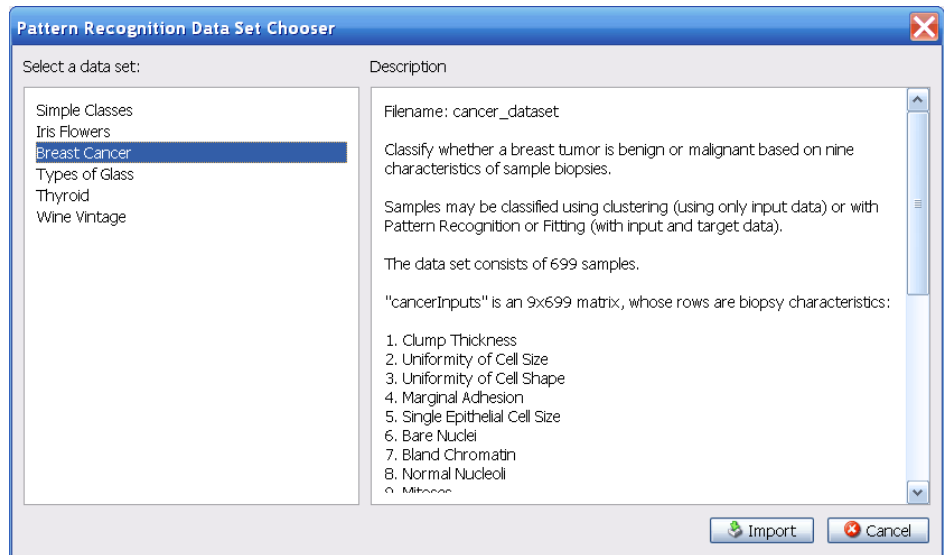 Pattern Recognition Data Set Chooser
Select a data set:
Simple Classes
Iris Flowers
Breast Cancer
Types of Glass
Thyroid
Wine Vintage
Description
Filename: cancer_dataset
Classify whether a breast tumor is benign or malignant based on nine
characteristics of sample biopsies.
Samples may be classified using clustering (using only input data) or with
Pattern Recognition or Fitting (with input and target data).
The data set consists of 699 samples.
"cancerInputs" is an 9x699 matrix, whose rows are biopsy characteristics:
1. Clump Thickness
2. Uniformity of Cell Size
3. Uniformity of Cell Shape
4. Marginal Adhesion
5. Single Epithelial Cell Size
6. Bare Nuclei
7. Bland Chromatin
8. Normal Nucleoli
9. Mitoses
Import
Cancel